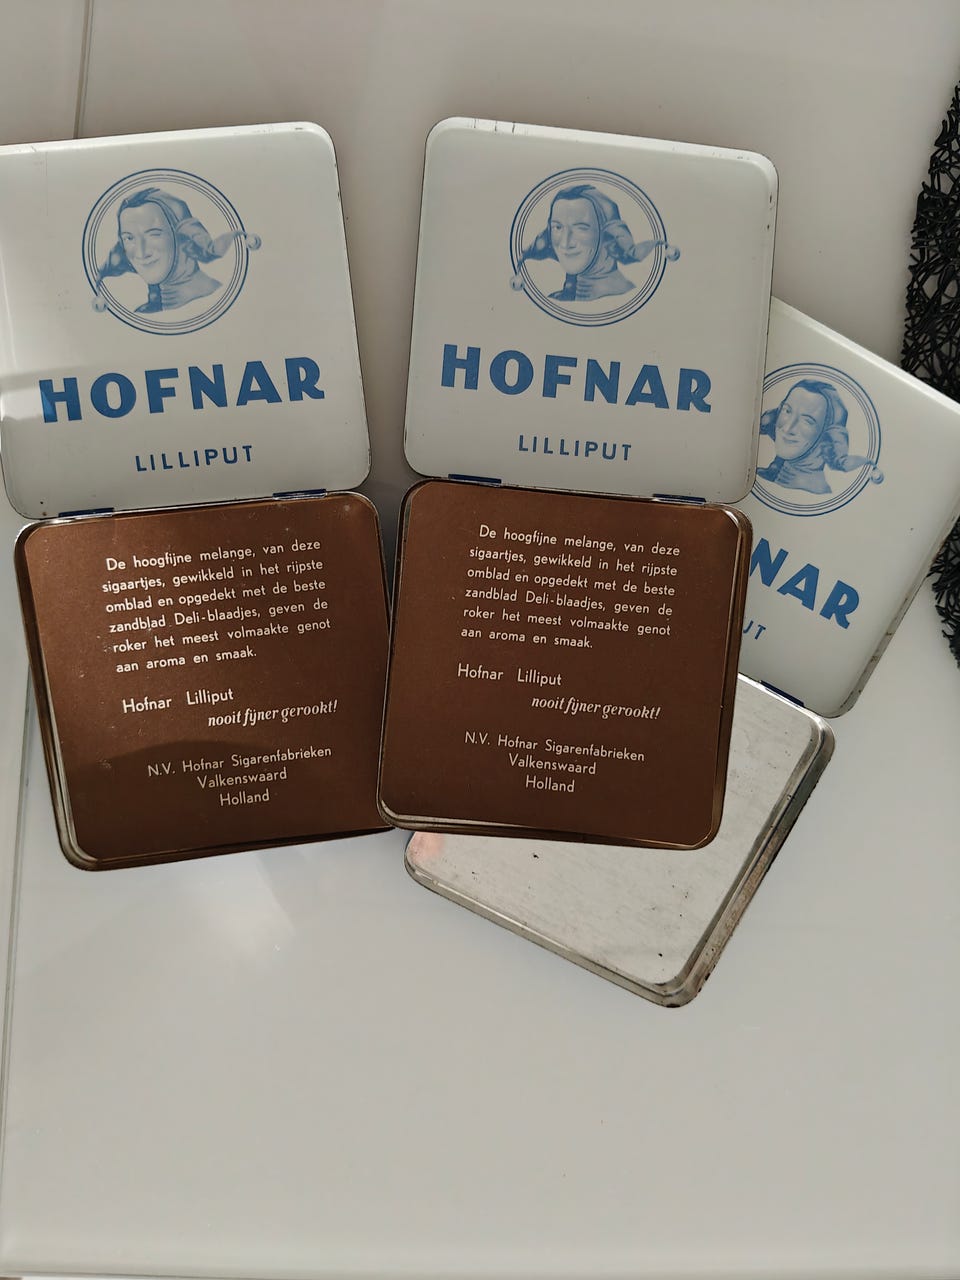 HOFNAR
LILLIPUT
De hoogfijne melange, van deze
sigaartjes, gewikkeld in het rijpste
omblad en opgedekt met de beste
zandblad Deli-blaadjes, geven de
roker het meest volmaakte genot
aan aroma en smaak.
Hofnar Lilliput
nooit fijner gerookt!
N.V. Hofnar Sigarenfabrieken
Valkenswaard
Holland
HOFNAR
LILLIPUT
De hoogfijne melange, van deze
sigaartjes, gewikkeld in het rijpste
omblad en opgedekt met de beste
zandblad Deli-blaadjes, geven de
roker het meest volmaakte genot
aan aroma en smaak.
Hofnar Lilliput
nooit fijner gerookt!
N.V. Hofnar Sigarenfabrieken
Valkenswaard
Holland
NAR
UT